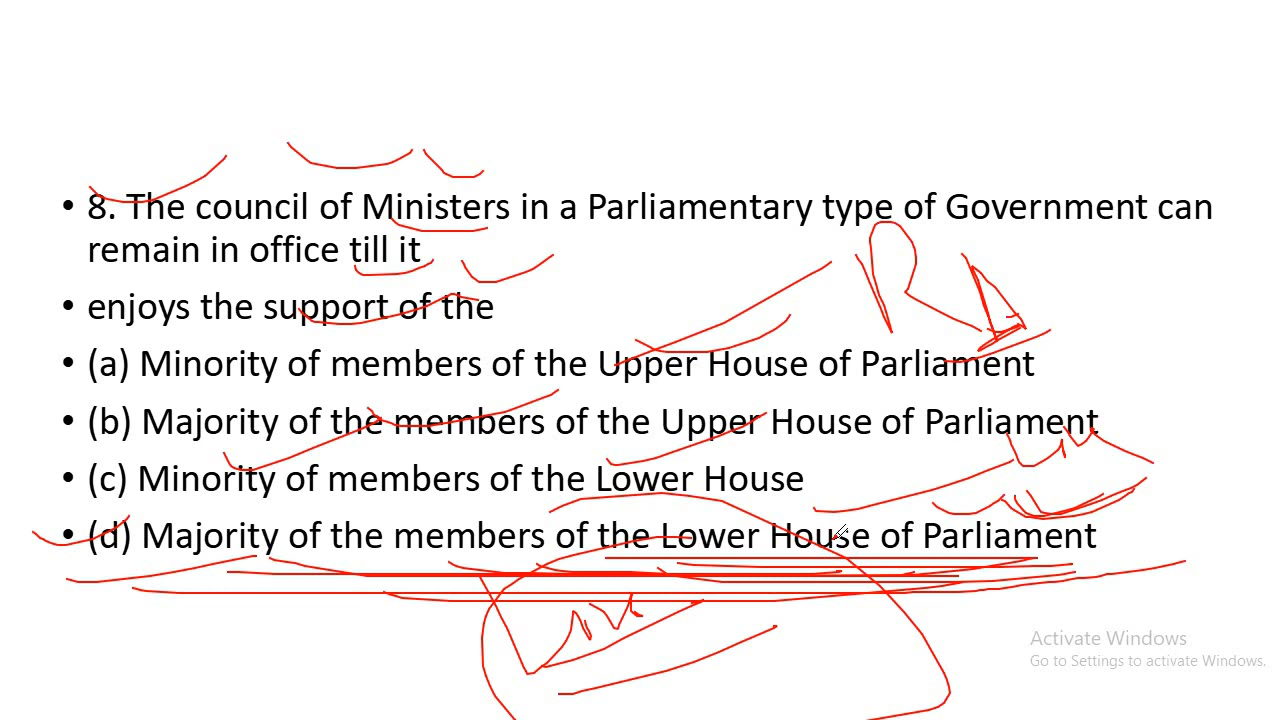 • 8. The council of Ministers in a Parliamentary type of Government can
remain in office till it
• enjoys the support of the
• (a) Minority of members of the Upper House of Parliament
• (b) Majority of the members of the Upper House of Parliament
• (c) Minority of members of the Lower House
• (d) Majority of the members of the Lower House of Parliament
Activate Windows
Go to Settings to activate Windows.